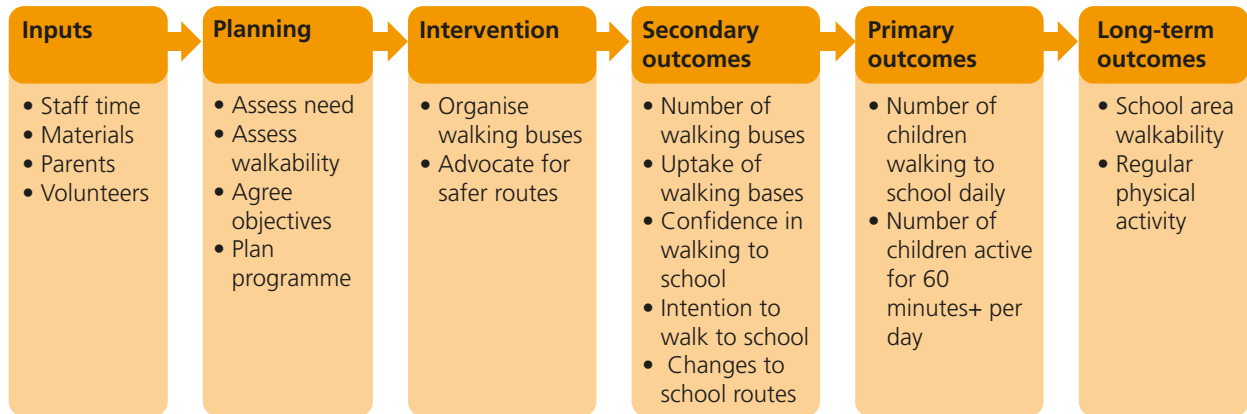 Inputs
• Staff time
• Materials
• Parents
• Volunteers
Planning
• Assess need
• Assess
walkability
• Agree
objectives
• Plan
programme
Intervention
• Organise
walking buses
• Advocate for
safer routes
Secondary
outcomes
• Number of
walking buses
• Uptake of
walking bases
• Confidence in
walking to
school
• Intention to
walk to school
• Changes to
school routes
Primary
outcomes
• Number of
children
walking to
school daily
• Number of
children active
for 60
minutes+ per
day
Long-term
outcomes
• School area
walkability
• Regular
physical
activity